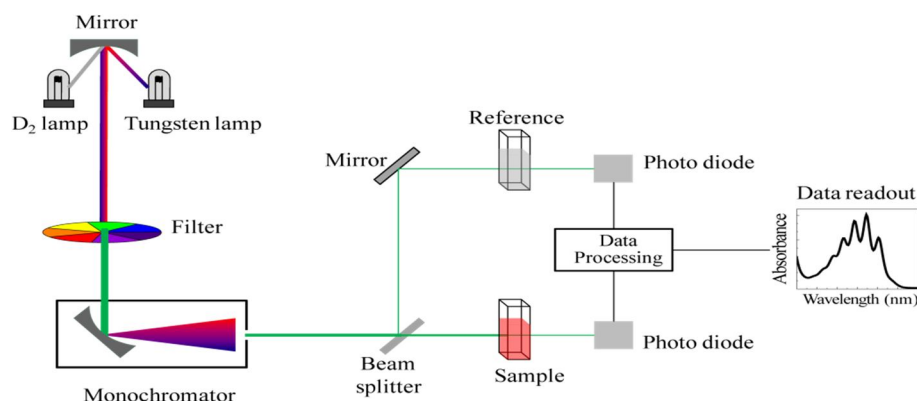 Mirror
D₂ lamp
Tungsten lamp
Filter
Monochromator
Mirror
Beam
splitter
Reference
Sample
Photo diode
Photo diode
Data
Processing
Data readout
Absorbance
Wavelength (nm)